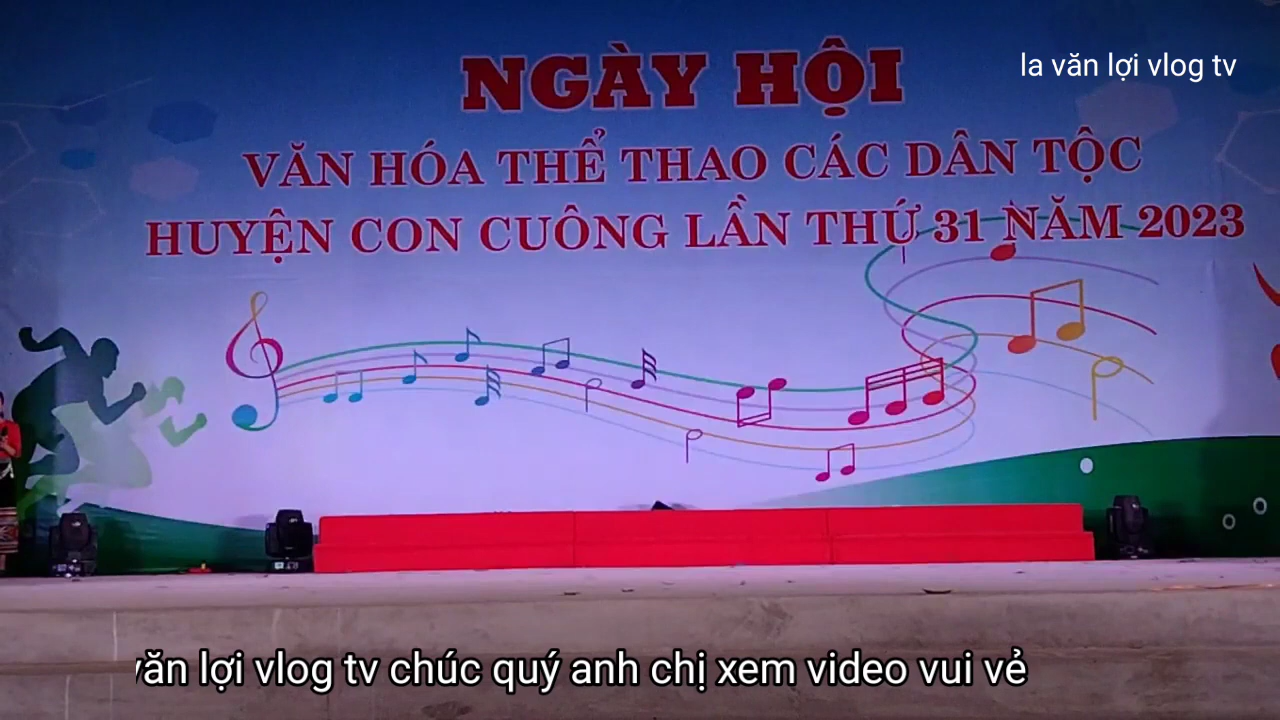 la văn lợi vlog tv
NGÀY HỘI
VĂN HÓA THỂ THAO CÁC DÂN TỘC
HUYỆN CON CUÔNG LẦN THỨ 31 NĂM 2023
văn lợi vlog tv chúc quý anh chị xem video vui vẻ